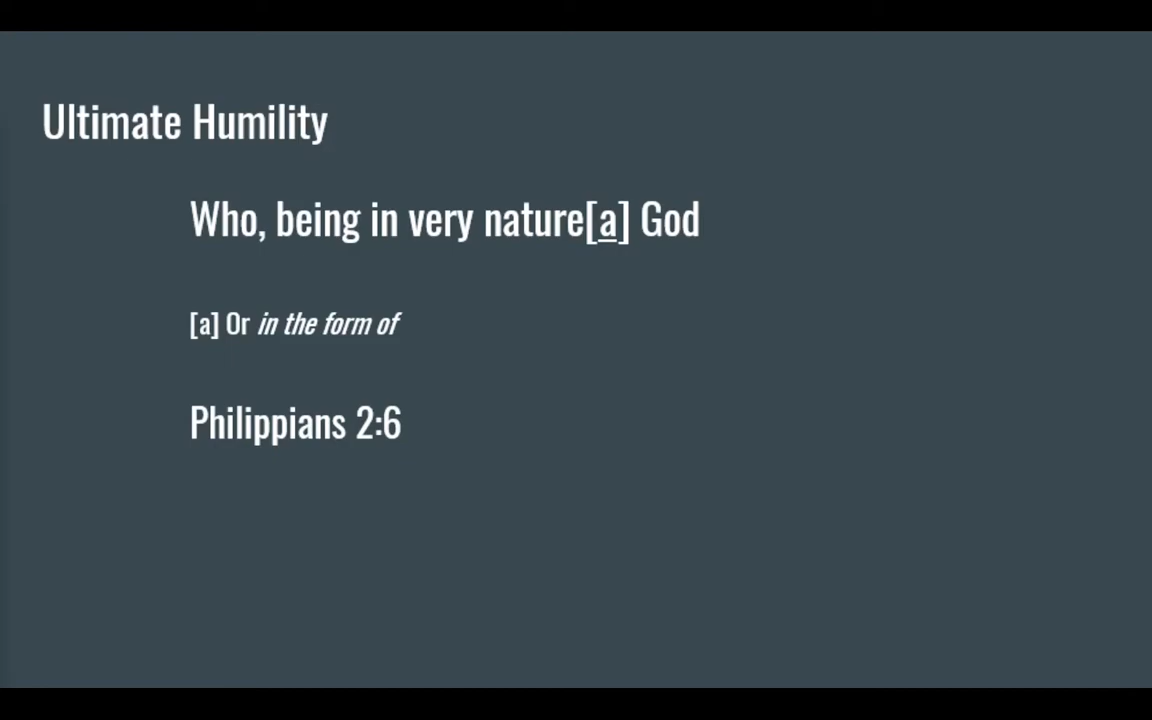 Ultimate Humility
Who, being in very nature[a] God
[a] Or in the form of
Philippians 2:6